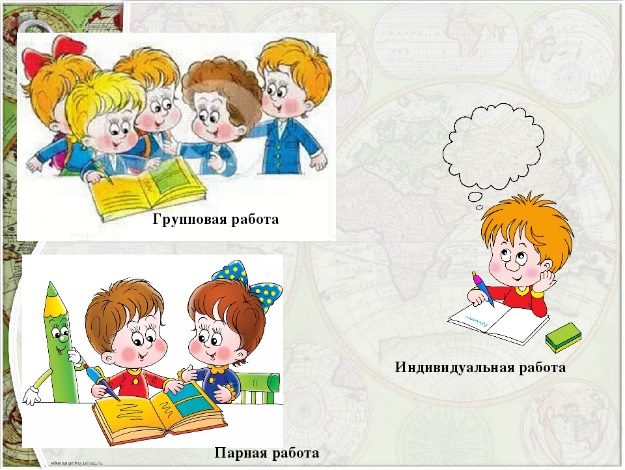 Групповая работа
Индивидуальная работа
Парная работа